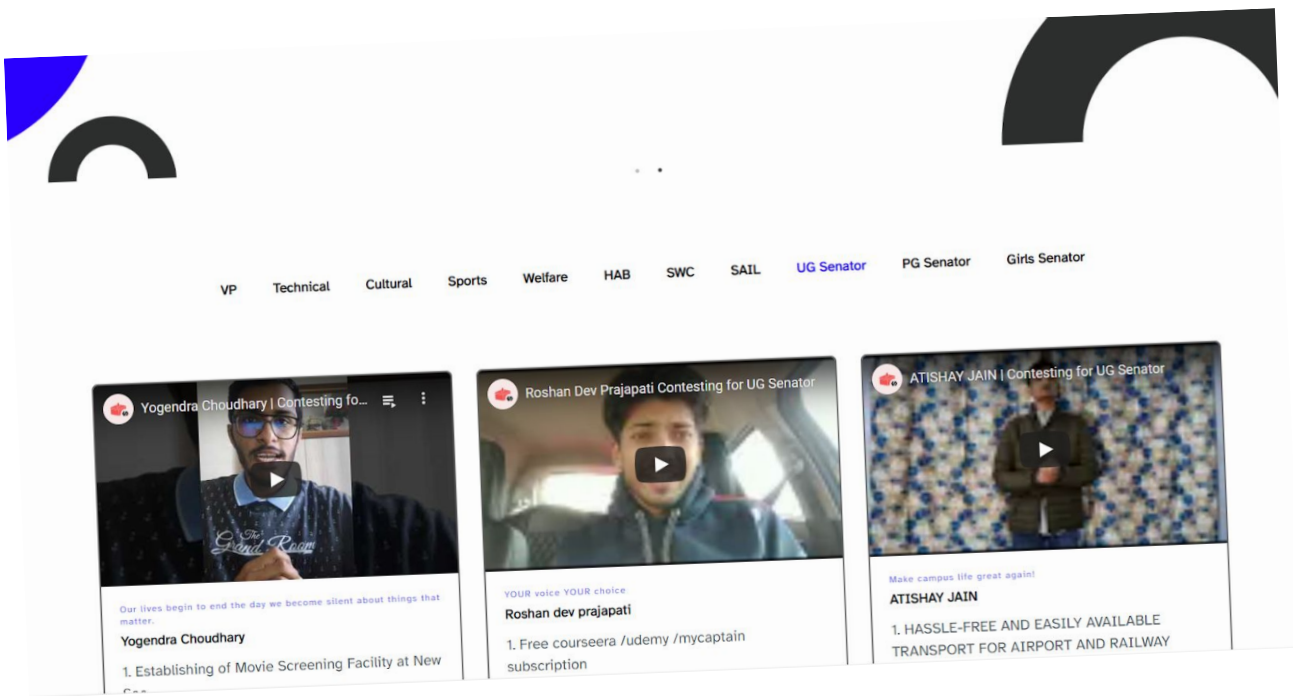 VP Technical Cultural Sports Welfare HAB SWC SAIL UG Senator PG Senator Girls Senator
Yogendra Choudhary | Contesting fo...
The
Grand Room
Our lives begin to end the day we become silent about things that
matter.
Yogendra Choudhary
1. Establishing of Movie Screening Facility at New
Roshan Dev Prajapati Contesting for UG Senator
YOUR voice YOUR choice
Roshan dev prajapati
1. Free courseera /udemy /mycaptain
subscription
ATISHAY JAIN | Contesting for UG Senator
Make campus life great again!
ATISHAY JAIN
1. HASSLE-FREE AND EASILY AVAILABLE
TRANSPORT FOR AIRPORT AND RAILWAY